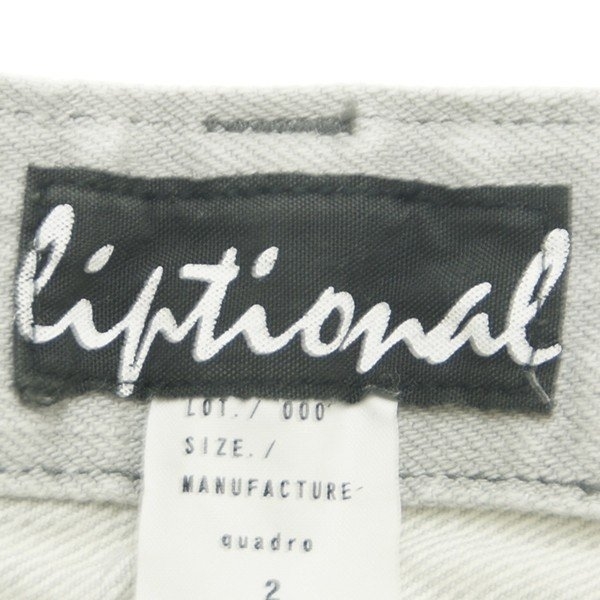 liptional
LOT./ 000'
SIZE./
MANUFACTURE
quadro
2